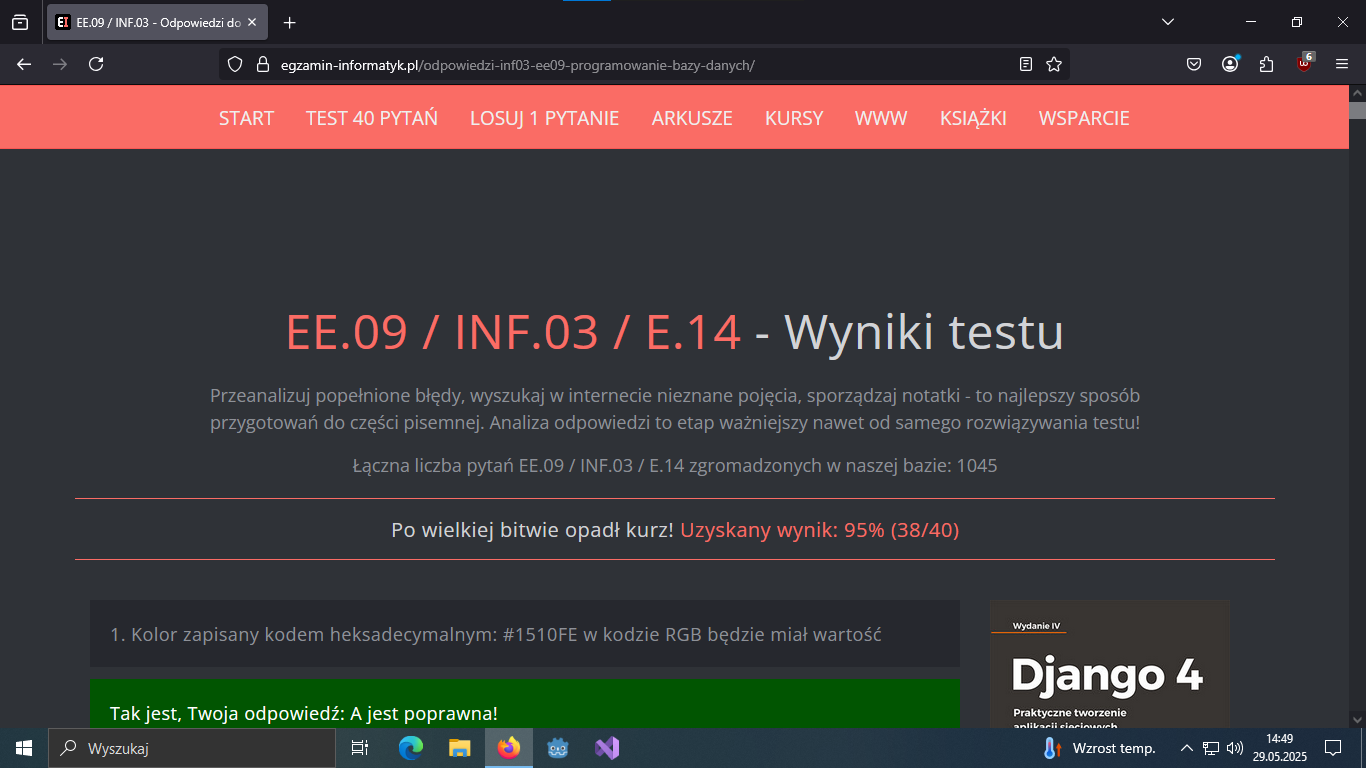 EE.09 / INF.03 - Odpowiedzi do
egzamin-informatyk.pl/odpowiedzi-inf03-ee09-programowanie-bazy-danych/
6
START TEST 40 PYTAŃ LOSUJ 1 PYTANIE ARKUSZE KURSY WWW KSIĄŻKI WSPARCIE
EE.09 / INF.03 / E.14 - Wyniki testu
Przeanalizuj popełnione błędy, wyszukaj w internecie nieznane pojęcia, sporządzaj notatki - to najlepszy sposób
przygotowań do części pisemnej. Analiza odpowiedzi to etap ważniejszy nawet od samego rozwiązywania testu!
Łączna liczba pytań EE.09 / INF.03 / E.14 zgromadzonych w naszej bazie: 1045
Po wielkiej bitwie opadł kurz! Uzyskany wynik: 95% (38/40)
1. Kolor zapisany kodem heksadecymalnym: #1510FE w kodzie RGB będzie miał wartość
Tak jest, Twoja odpowiedź: A jest poprawna!
Wydanie IV
Django 4
Praktyczne tworzenie
aplikacji sieciowych
Wyszukaj
Wzrost temp.
14:49
29.05.2025